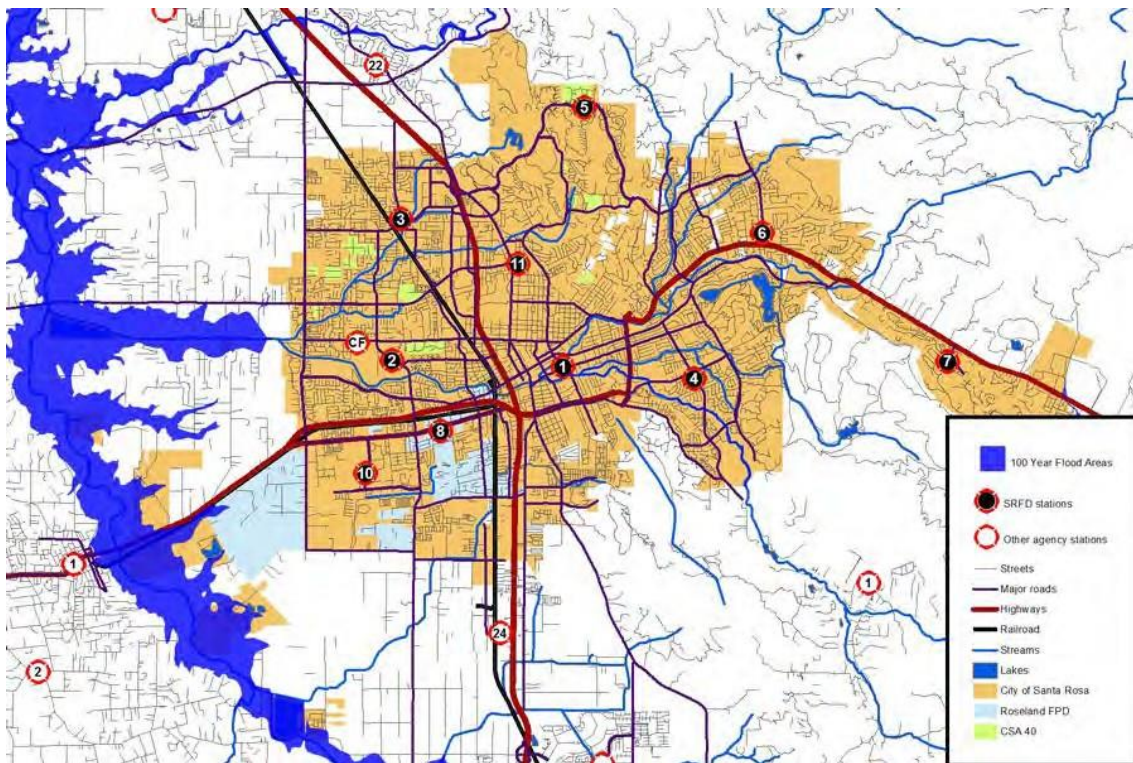 22
5
3
6
11
CF
2
1
7
4
8
10
1
1
24
2
100 Year Flood Areas
SRFD stations
Other agency stations
Streets
Major roads
Highways
Railroad
Streams
Lakes
City of Santa Rosa
Roseland FPD
CSA 40